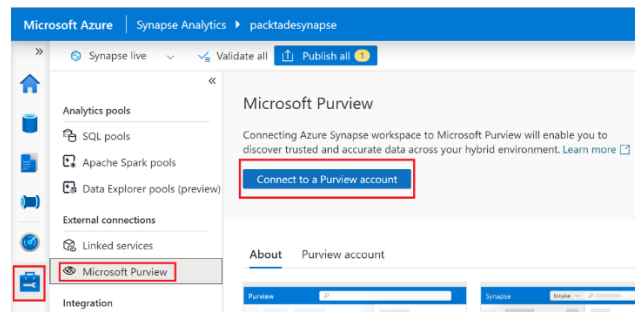 Microsoft Azure Synapse Analytics packtadesynapse
» Synapse live Validate all Publish all 1
«
Analytics pools
SQL pools
Apache Spark pools
Data Explorer pools (preview)
External connections
Linked services
Microsoft Purview
Integration
Microsoft Purview
Connecting Azure Synapse workspace to Microsoft Purview will enable you to
discover trusted and accurate data across your hybrid environment. Learn more
Connect to a Purview account
About Purview account
Purview
Synapse